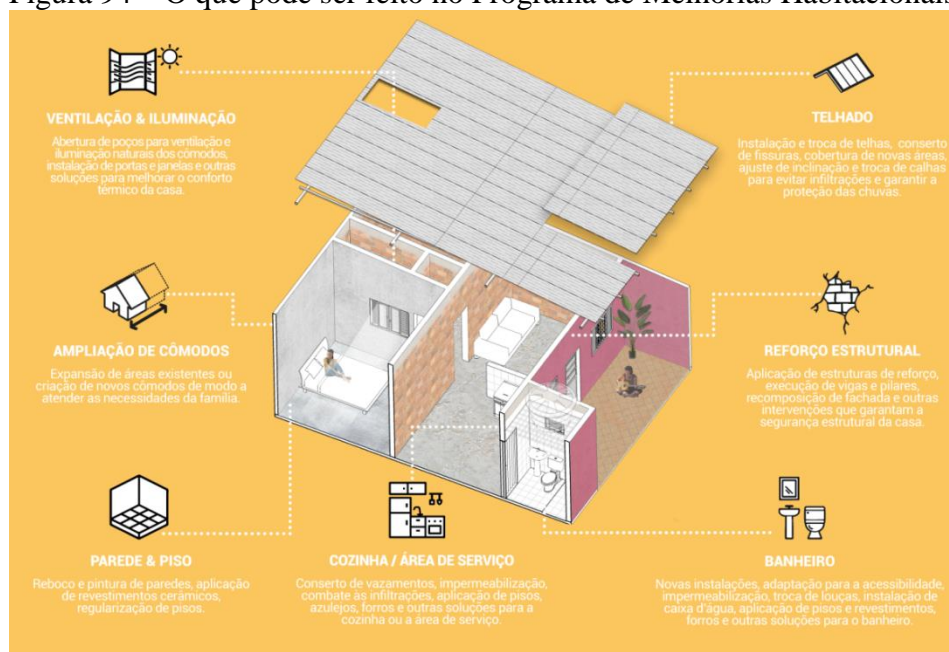 Figura 94 – O que pode ser feito no Programa de Melhorias Habitacionais
VENTILAÇÃO & ILUMINAÇÃO
Abertura de poços para ventilação e
iluminação naturais dos cômodos,
instalação de portas e janelas e outras
soluções para melhorar o conforto
térmico da casa.
TELHADO
Instalação e troca de telhas, conserto
de fissuras, cobertura de novas áreas,
ajuste de inclinação e troca de calhas
para evitar infiltrações e garantir a
proteção das chuvas.
AMPLIAÇÃO DE CÔMODOS
Expansão de áreas existentes ou
criação de novos cômodos de modo a
atender as necessidades da família.
REFORÇO ESTRUTURAL
Aplicação de estruturas de reforço,
execução de vigas e pilares,
recomposição de fachada e outras
intervenções que garantam a
segurança estrutural da casa.
PAREDE & PISO
Reboco e pintura de paredes, aplicação
de revestimentos cerâmicos,
regularização de pisos.
COZINHA / ÁREA DE SERVIÇO
Conserto de vazamentos, impermeabilização,
combate às infiltrações, aplicação de pisos,
azulejos, forros e outras soluções para a
cozinha ou a área de serviço.
BANHEIRO
Novas instalações, adaptação para a acessibilidade,
impermeabilização, troca de louças, instalação de
caixa d'água, aplicação de pisos e revestimentos,
forros e outras soluções para o banheiro.